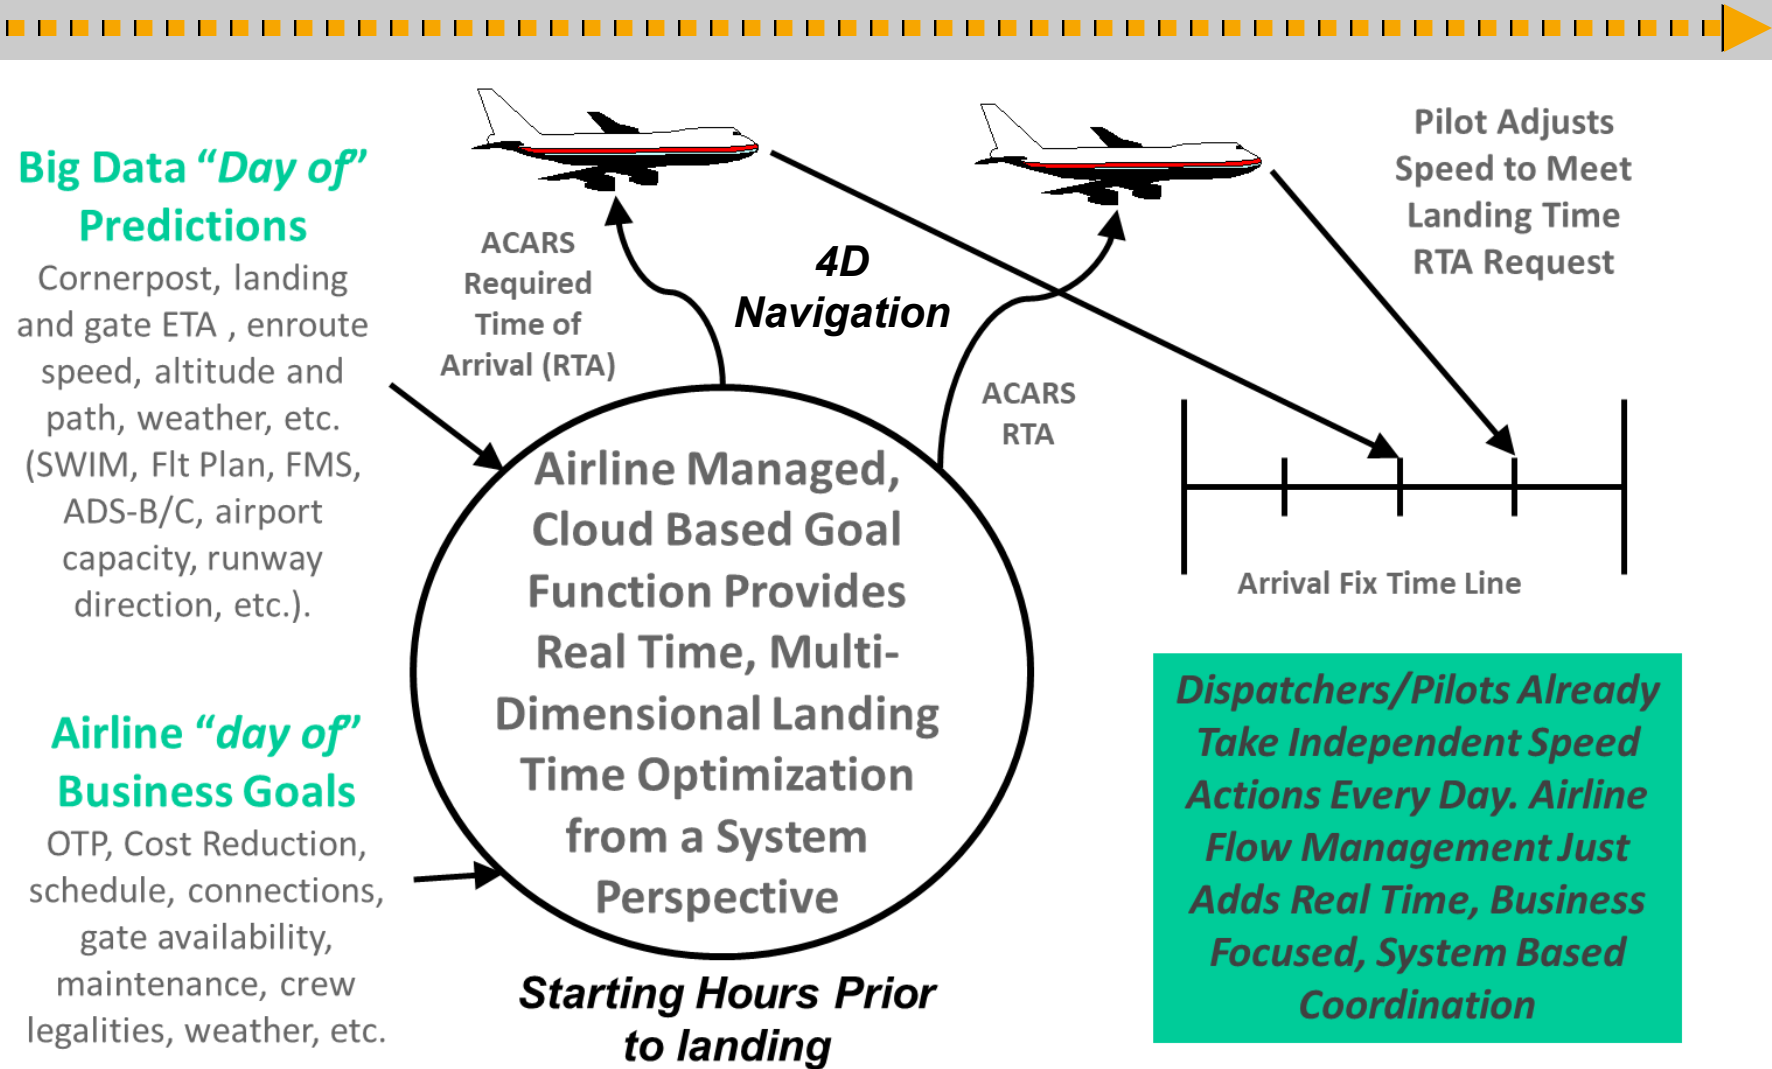 Big Data “Day of”
Predictions
Cornerpost, landing
and gate ETA , enroute
speed, altitude and
path, weather, etc.
(SWIM, Flt Plan, FMS,
ADS-B/C, airport
capacity, runway
direction, etc.).
Airline “day of”
Business Goals
OTP, Cost Reduction,
schedule, connections,
gate availability,
maintenance, crew
legalities, weather, etc.
ACARS
Required
Time of
Arrival (RTA)
4D
Navigation
ACARS
RTA
Pilot Adjusts
Speed to Meet
Landing Time
RTA Request
Airline Managed,
Cloud Based Goal
Function Provides
Real Time, Multi-
Dimensional Landing
Time Optimization
from a System
Perspective
Starting Hours Prior
to landing
Arrival Fix Time Line
Dispatchers/Pilots Already
Take Independent Speed
Actions Every Day. Airline
Flow Management Just
Adds Real Time, Business
Focused, System Based
Coordination